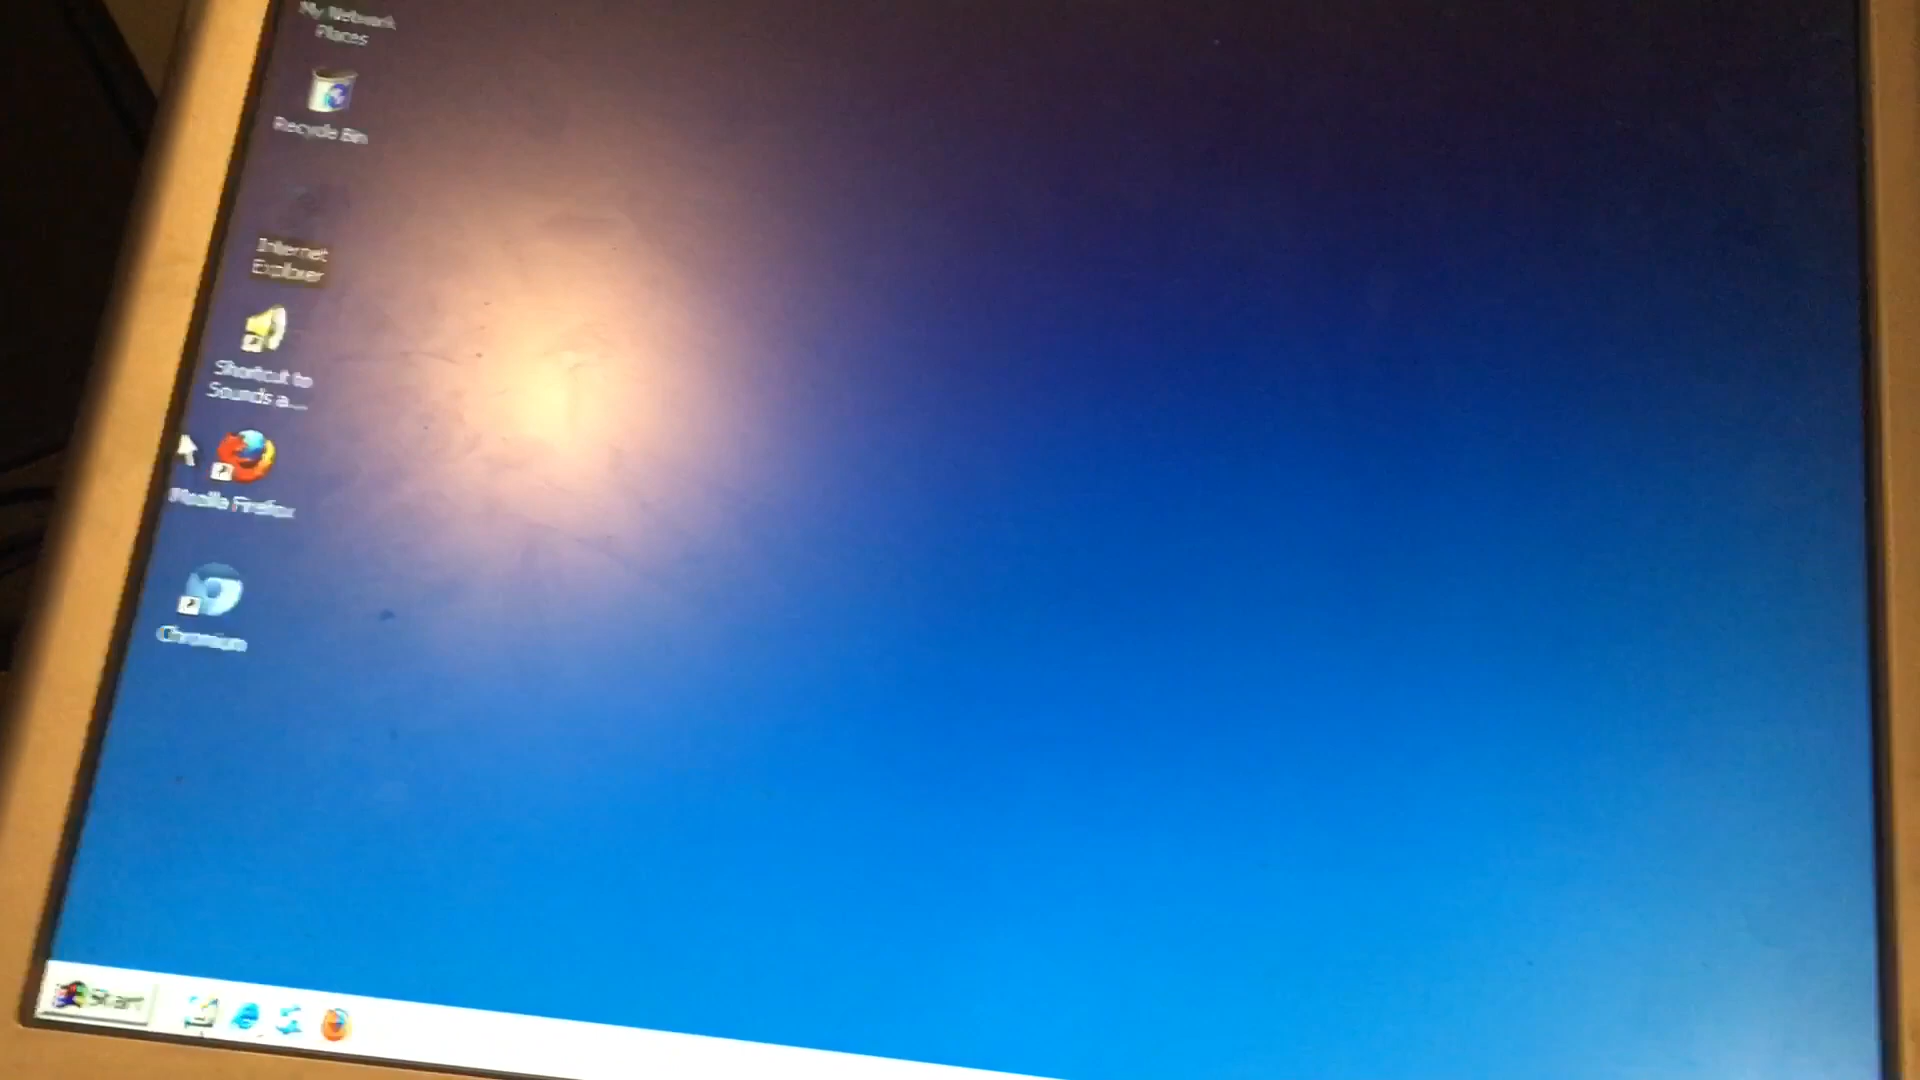 My Network
Places
Recycle Bin
Internet
Explorer
Shortcut to
Sounds a...
Mozilla Firefox
Chromium
Start